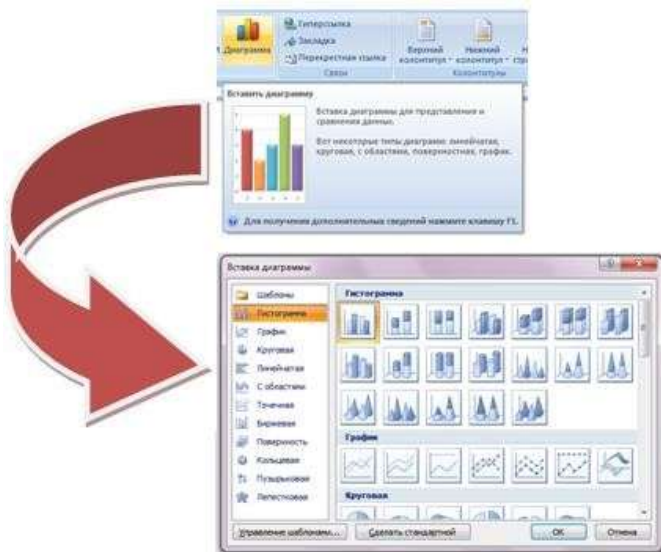 Диаграмма
Гиперссылка
Закладка
Перекрестная ссылка
Связи
Верхний колонтитул
Нижний колонтитул
Колонтитулы
Вставить диаграмму
Вставка диаграммы для представления и
сравнения данных.
Вот некоторые типы диаграмм: линейчатая,
круговая, с областями, поверхностная, график.
Для получения дополнительных сведений нажмите клавишу F1.
Вставка диаграммы
Шаблоны
Гистограмма
График
Круговая
Линейчатая
С областями
Точечная
Биржевая
Поверхность
Кольцевая
Пузырьковая
Лепестковая
Гистограмма
График
Круговая
Управление шаблонами...
Сделать стандартной
ОК
Отмена